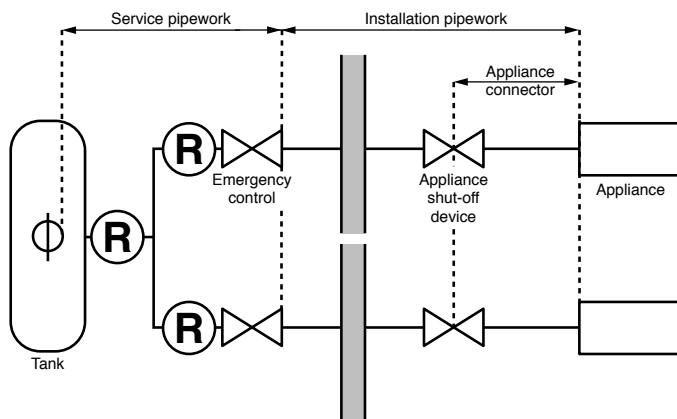 Service pipework
Installation pipework
Appliance
connector
R
R
R
Emergency
control
Appliance
shut-off
device
Appliance
Tank